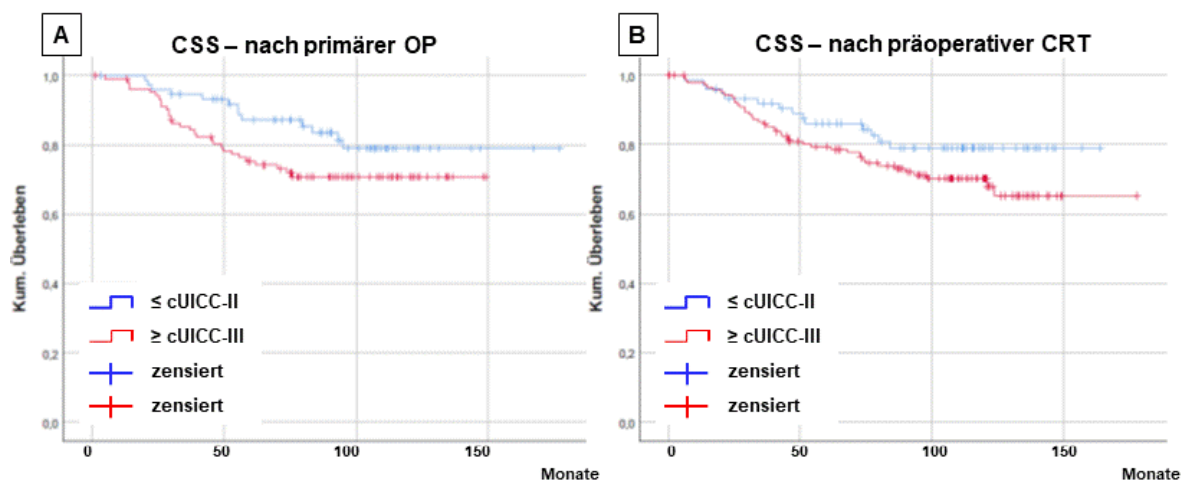 A
CSS – nach primärer OP
Kum. Überleben
1,0
0,8
0,6
0,4
0,2
0,0
≤ cUICC-II
≥ cUICC-III
zensiert
zensiert
0
50
100
150
Monate
B
CSS – nach präoperativer CRT
Kum. Überleben
1,0
0,8
0,6
0,4
0,2
0,0
≤ cUICC-II
≥ cUICC-III
zensiert
zensiert
0
50
100
150
Monate